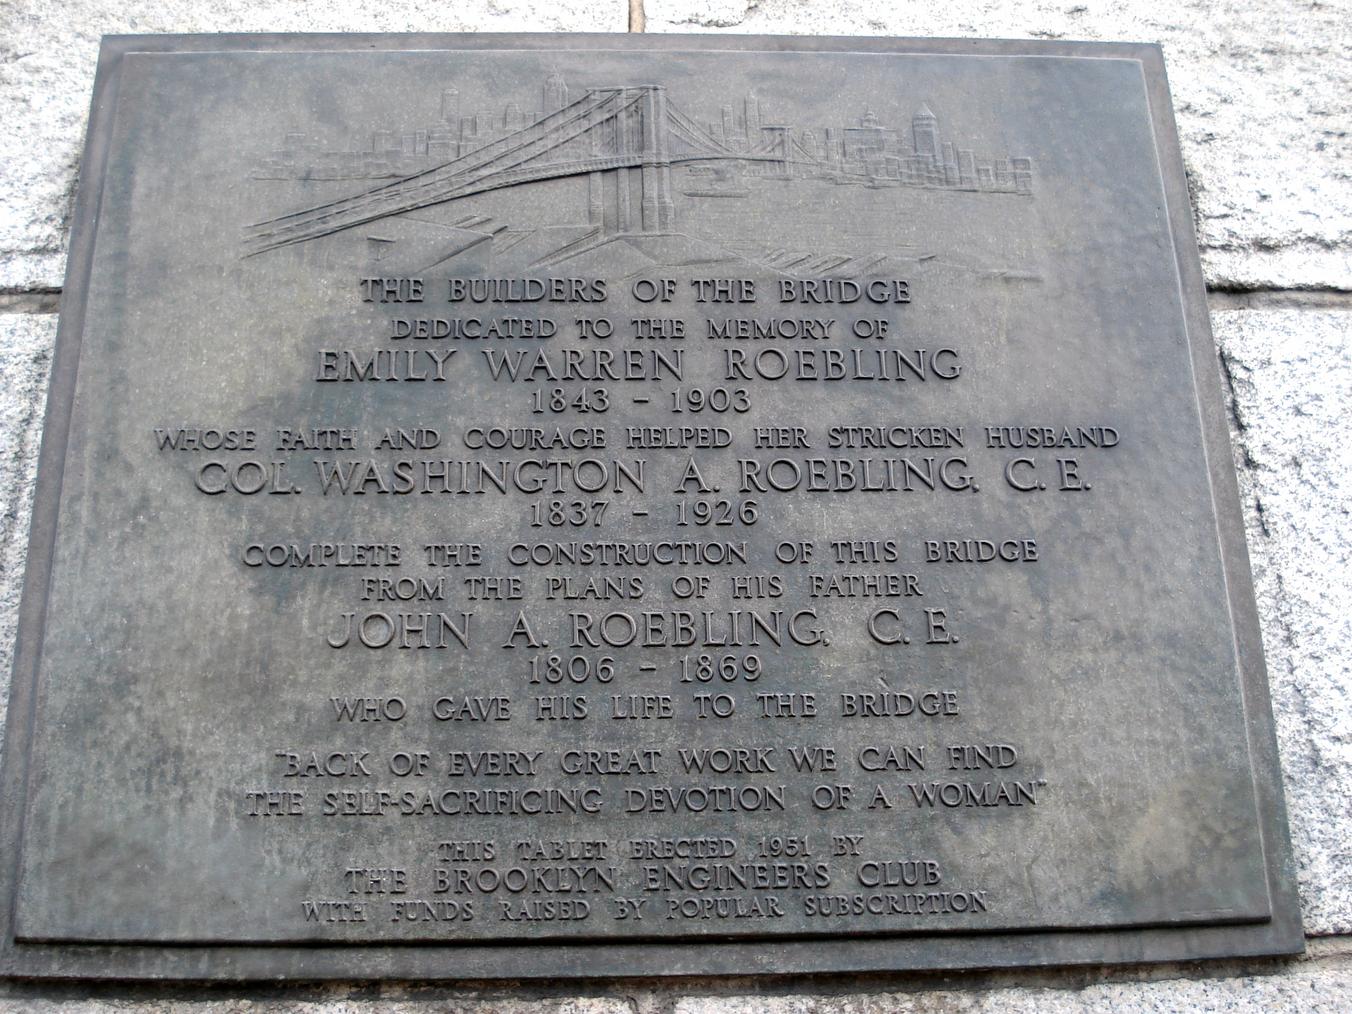 THE BUILDERS OF THE BRIDGE
DEDICATED TO THE MEMORY OF
EMILY WARREN ROEBLING
1843 – 1903
WHOSE FAITH AND COURAGE HELPED HER STRICKEN HUSBAND
COL. WASHINGTON A. ROEBLING, C. E.
1837 – 1926
COMPLETE THE CONSTRUCTION OF THIS BRIDGE
FROM THE PLANS OF HIS FATHER
JOHN A. ROEBLING, C. E.
1806 – 1869
WHO GAVE HIS LIFE TO THE BRIDGE
"BACK OF EVERY GREAT WORK WE CAN FIND
THE SELF-SACRIFICING DEVOTION OF A WOMAN"
THIS TABLET ERECTED 1951 BY
THE BROOKLYN ENGINEERS CLUB
WITH FUNDS RAISED BY POPULAR SUBSCRIPTION